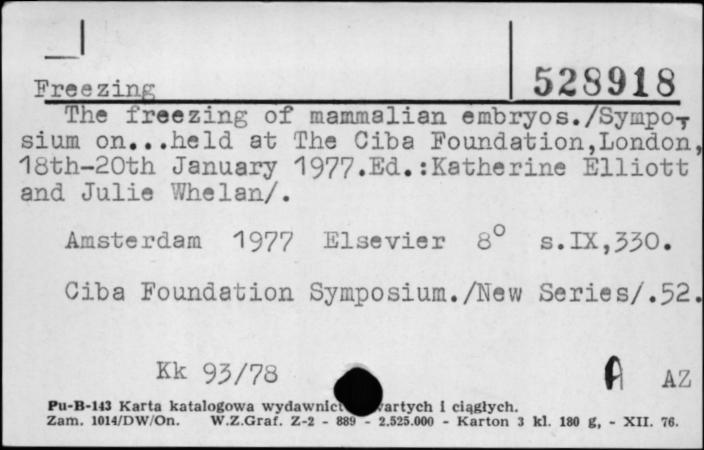 528918
Freezing
The freezing of mammalian embryos./Sympo-
sium on...held at The Ciba Foundation,London,
18th-20th January 1977.Ed.:Katherine Elliott
and Julie Whelan/.
Amsterdam 1977 Elsevier 8° s.IX,330.
Ciba Foundation Symposium./New Series/.52.
Kk 93/78 A AZ
Pu-B-143 Karta katalogowa i ciągłych.
Zam. 1014/DW/On. W.Z.Graf. Z-2 - 889 - 2.525.000 - Karton 3 kl. 180 g, - XII. 76.